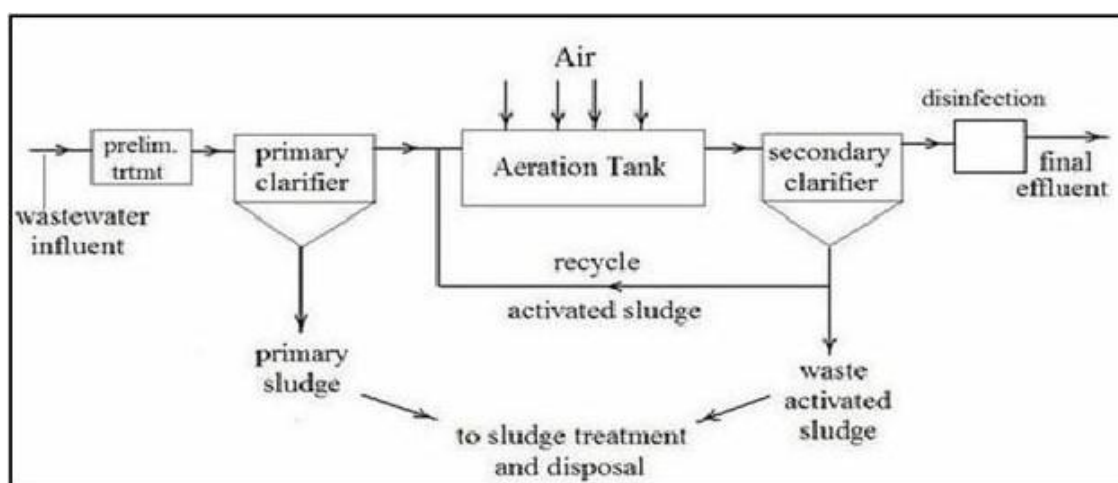 Air
disinfection
prelim.
trtmt
primary
clarifier
Aeration Tank
secondary
clarifier
final
effluent
wastewater
influent
recycle
activated sludge
primary
sludge
waste
activated
sludge
to sludge treatment
and disposal